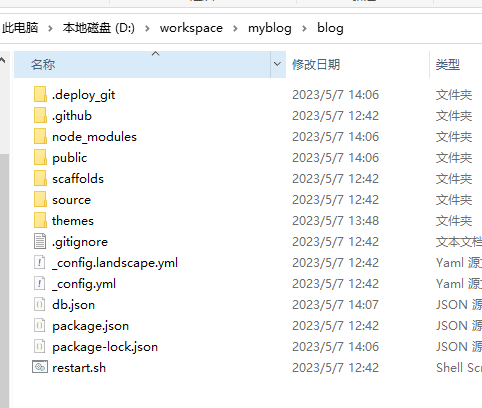 此电脑 › 本地磁盘 (D:) › workspace › myblog › blog
名称 修改日期 类型
.deploy_git 2023/5/7 14:06 文件夹
.github 2023/5/7 12:42 文件夹
node_modules 2023/5/7 14:06 文件夹
public 2023/5/7 14:06 文件夹
scaffolds 2023/5/7 12:42 文件夹
source 2023/5/7 12:42 文件夹
themes 2023/5/7 13:48 文件夹
.gitignore 2023/5/7 12:42 文本文档
_config.landscape.yml 2023/5/7 12:42 Yaml 源文
_config.yml 2023/5/7 12:42 Yaml 源文
db.json 2023/5/7 14:07 JSON 源
package.json 2023/5/7 12:42 JSON 源
package-lock.json 2023/5/7 14:06 JSON 源
restart.sh 2023/5/7 12:42 Shell Scr